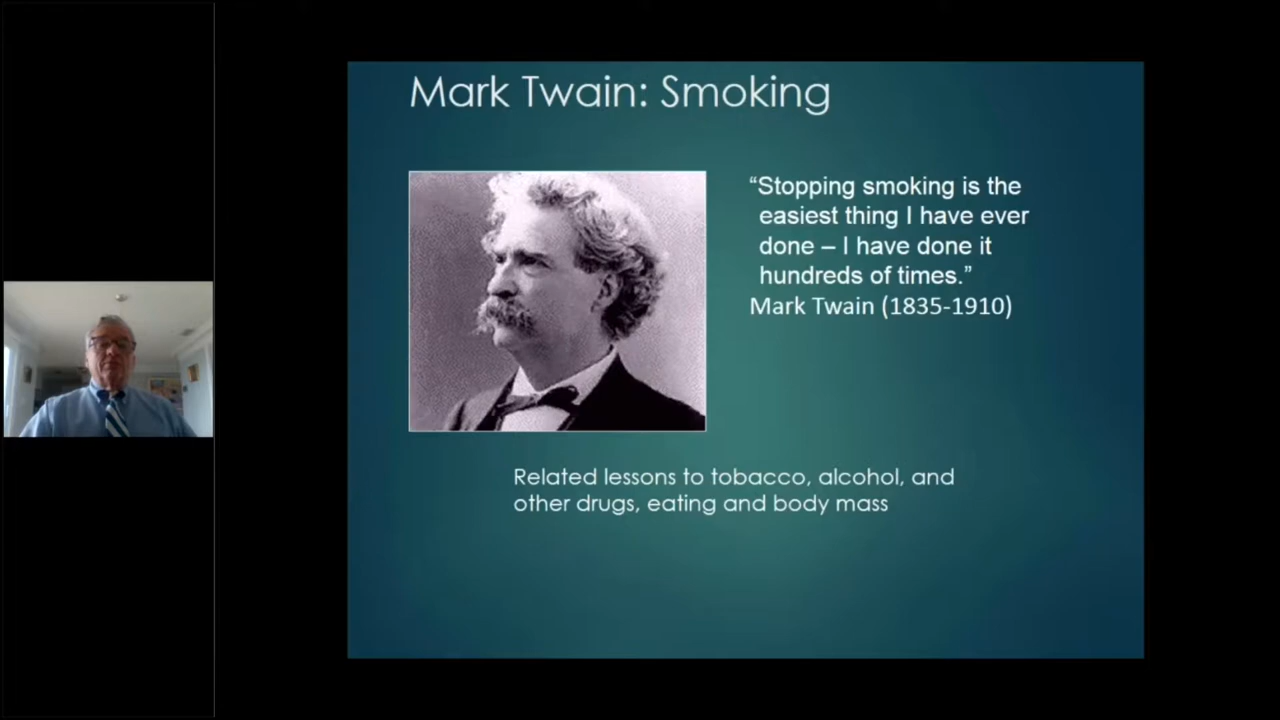 Mark Twain: Smoking
“Stopping smoking is the
easiest thing I have ever
done – I have done it
hundreds of times.”
Mark Twain (1835-1910)
Related lessons to tobacco, alcohol, and
other drugs, eating and body mass